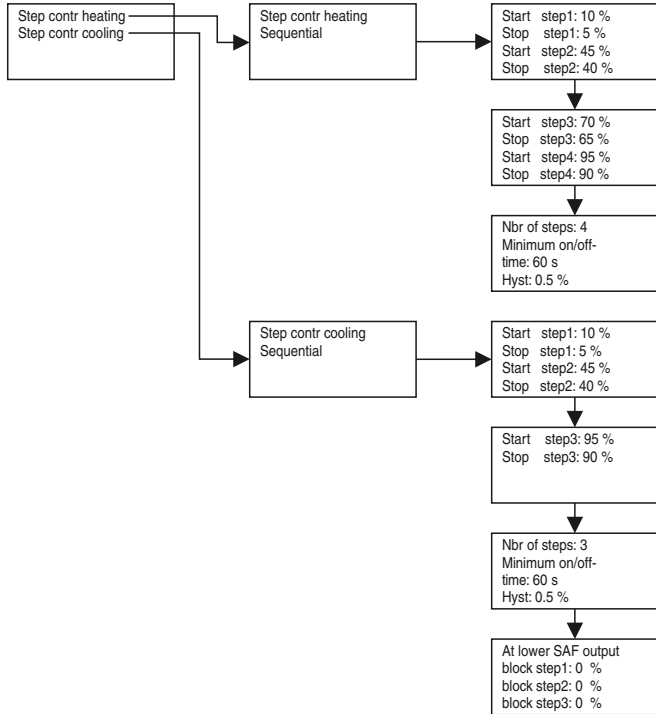 Step contr heating
Step contr cooling
Step contr heating
Sequential
Start step1: 10 %
Stop step1: 5 %
Start step2: 45 %
Stop step2: 40 %
Start step3: 70 %
Stop step3: 65 %
Start step4: 95 %
Stop step4: 90 %
Nbr of steps: 4
Minimum on/off-
time: 60 s
Hyst: 0.5 %
Step contr cooling
Sequential
Start step1: 10 %
Stop step1: 5 %
Start step2: 45 %
Stop step2: 40 %
Start step3: 95 %
Stop step3: 90 %
Nbr of steps: 3
Minimum on/off-
time: 60 s
Hyst: 0.5 %
At lower SAF output
block step1: 0 %
block step2: 0 %
block step3: 0 %